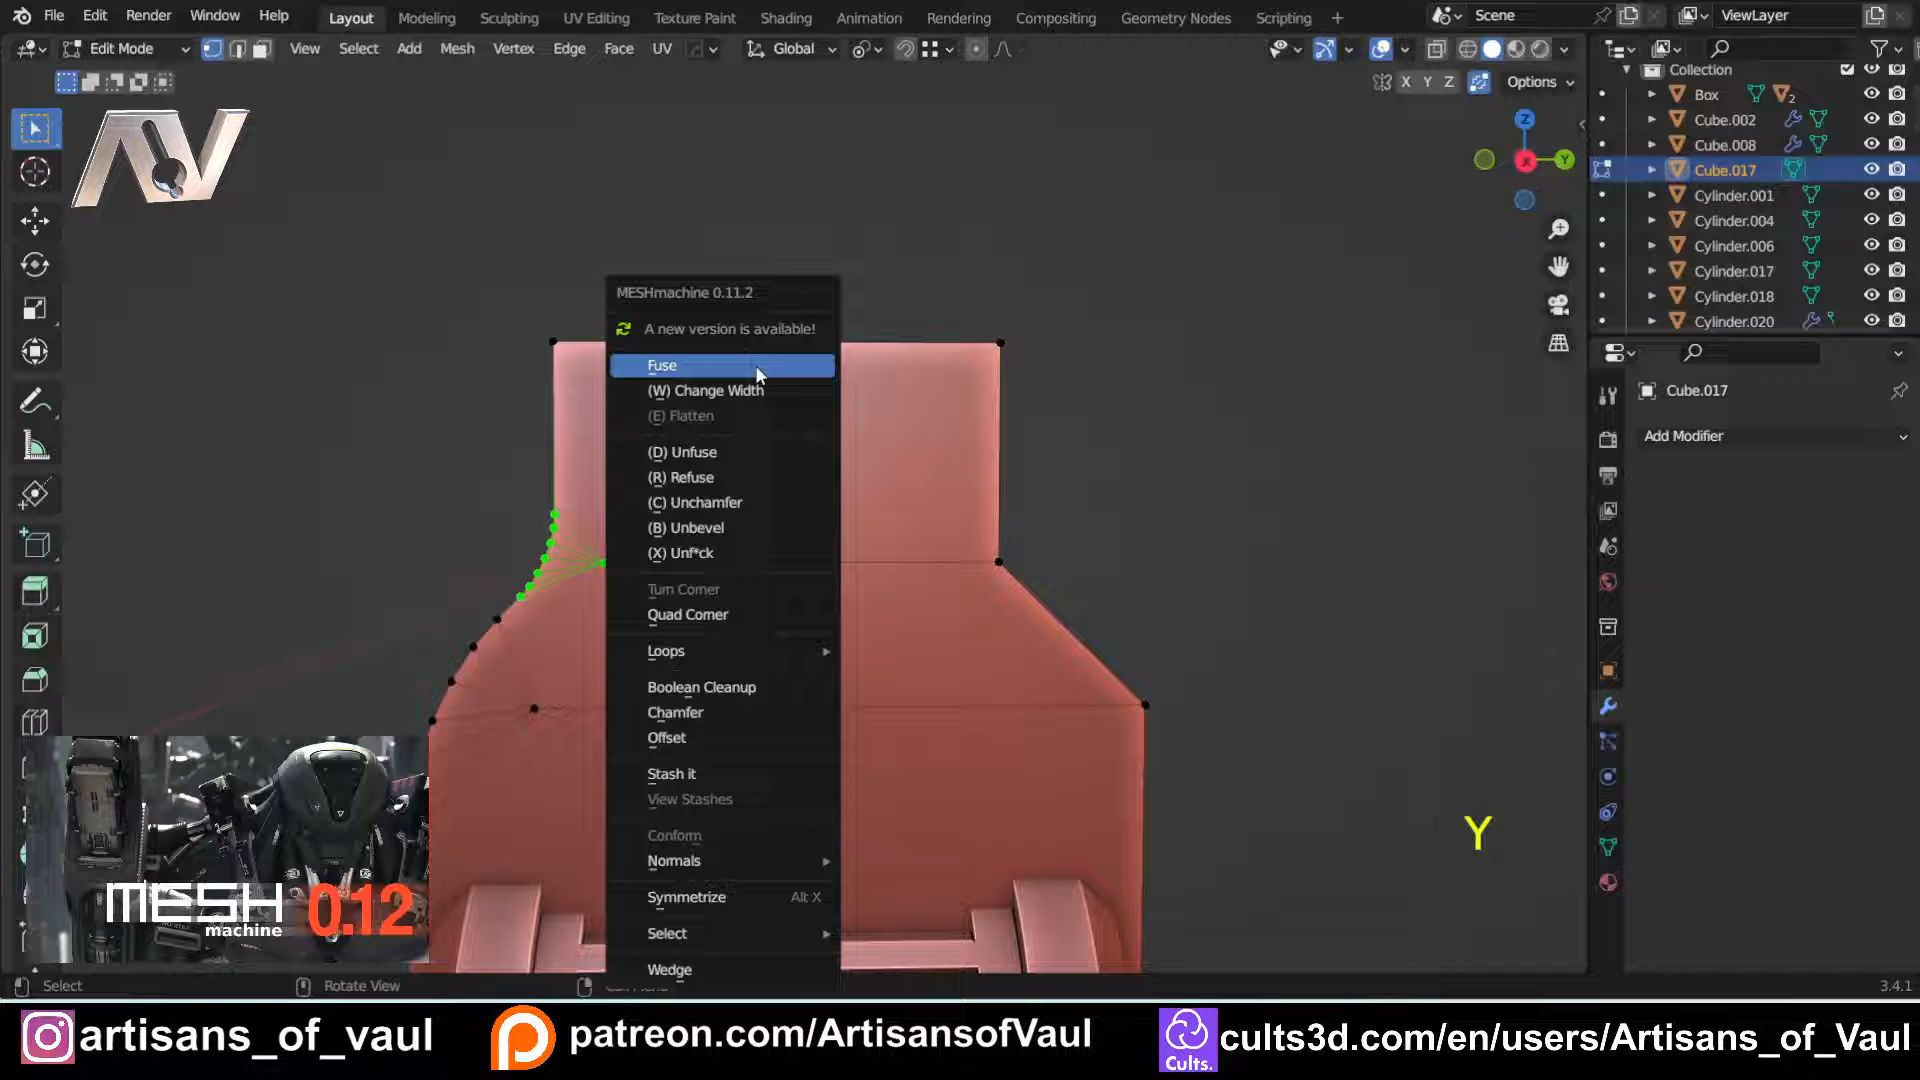 File Edit Render Window Help Layout Modeling Sculpting UV Editing Texture Paint Shading Animation Rendering Compositing Geometry Nodes Scripting + Scene ViewLayer
Edit Mode View Select Add Mesh Vertex Edge Face UV Global
X Y Z Options
Collection
Box 2
Cube.002
Cube.008
Cube.017
Cylinder.001
Cylinder.004
Cylinder.006
Cylinder.017
Cylinder.018
Cylinder.020
Z
X Y
Cube.017
Add Modifier
MESHmachine 0.11.2
A new version is available!
Fuse
(W) Change Width
(E) Flatten
(D) Unfuse
(R) Refuse
(C) Unchamfer
(B) Unbevel
(X) Unf*ck
Turn Corner
Quad Corner
Loops
Boolean Cleanup
Chamfer
Offset
Stash it
View Stashes
Conform
Normals
Symmetrize Alt X
Select
Wedge
Y
AV
MESH
machine
0.12
Select Rotate View 3.4.1
artisans_of_vaul patreon.com/ArtisansofVaul Cults. cults3d.com/en/users/Artisans_of_Vaul